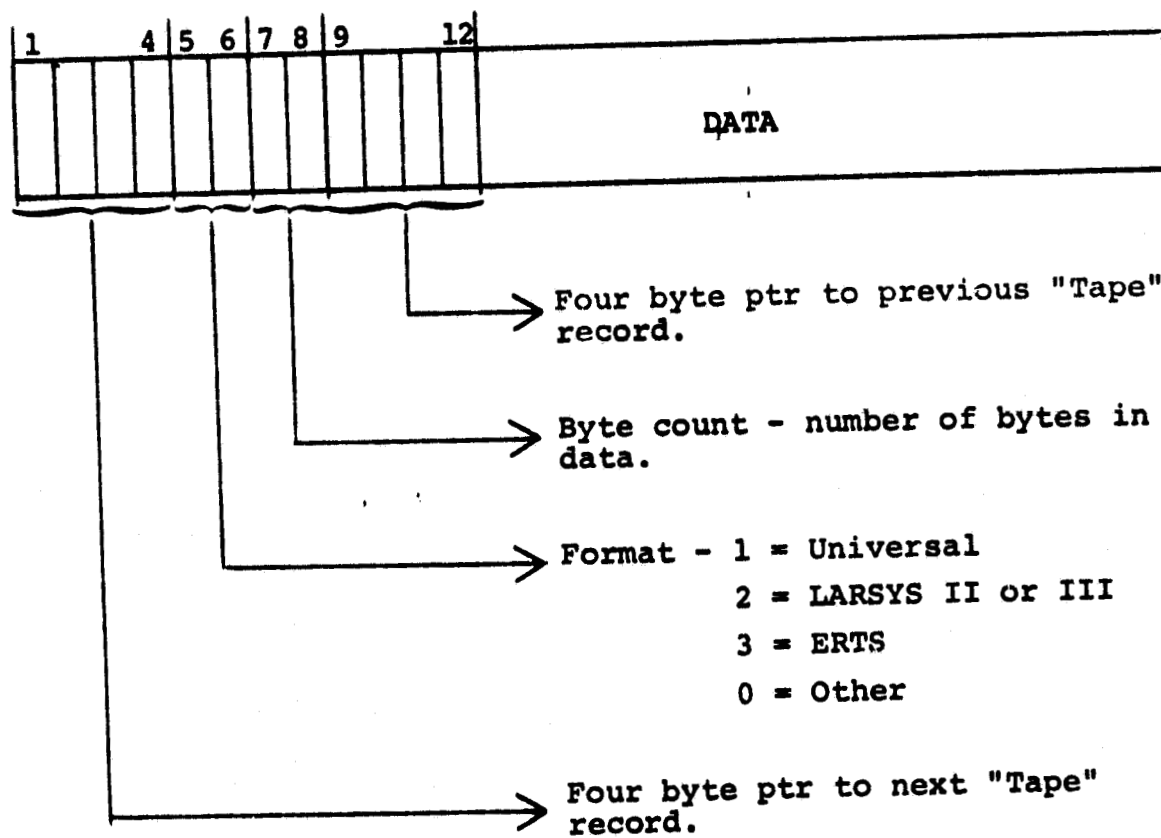 1 4 5 6 7 8 9 12
DATA
Four byte ptr to previous "Tape"
record.
Byte count - number of bytes in
data.
Format - 1 = Universal
2 = LARSYS II or III
3 = ERTS
0 = Other
Four byte ptr to next "Tape"
record.